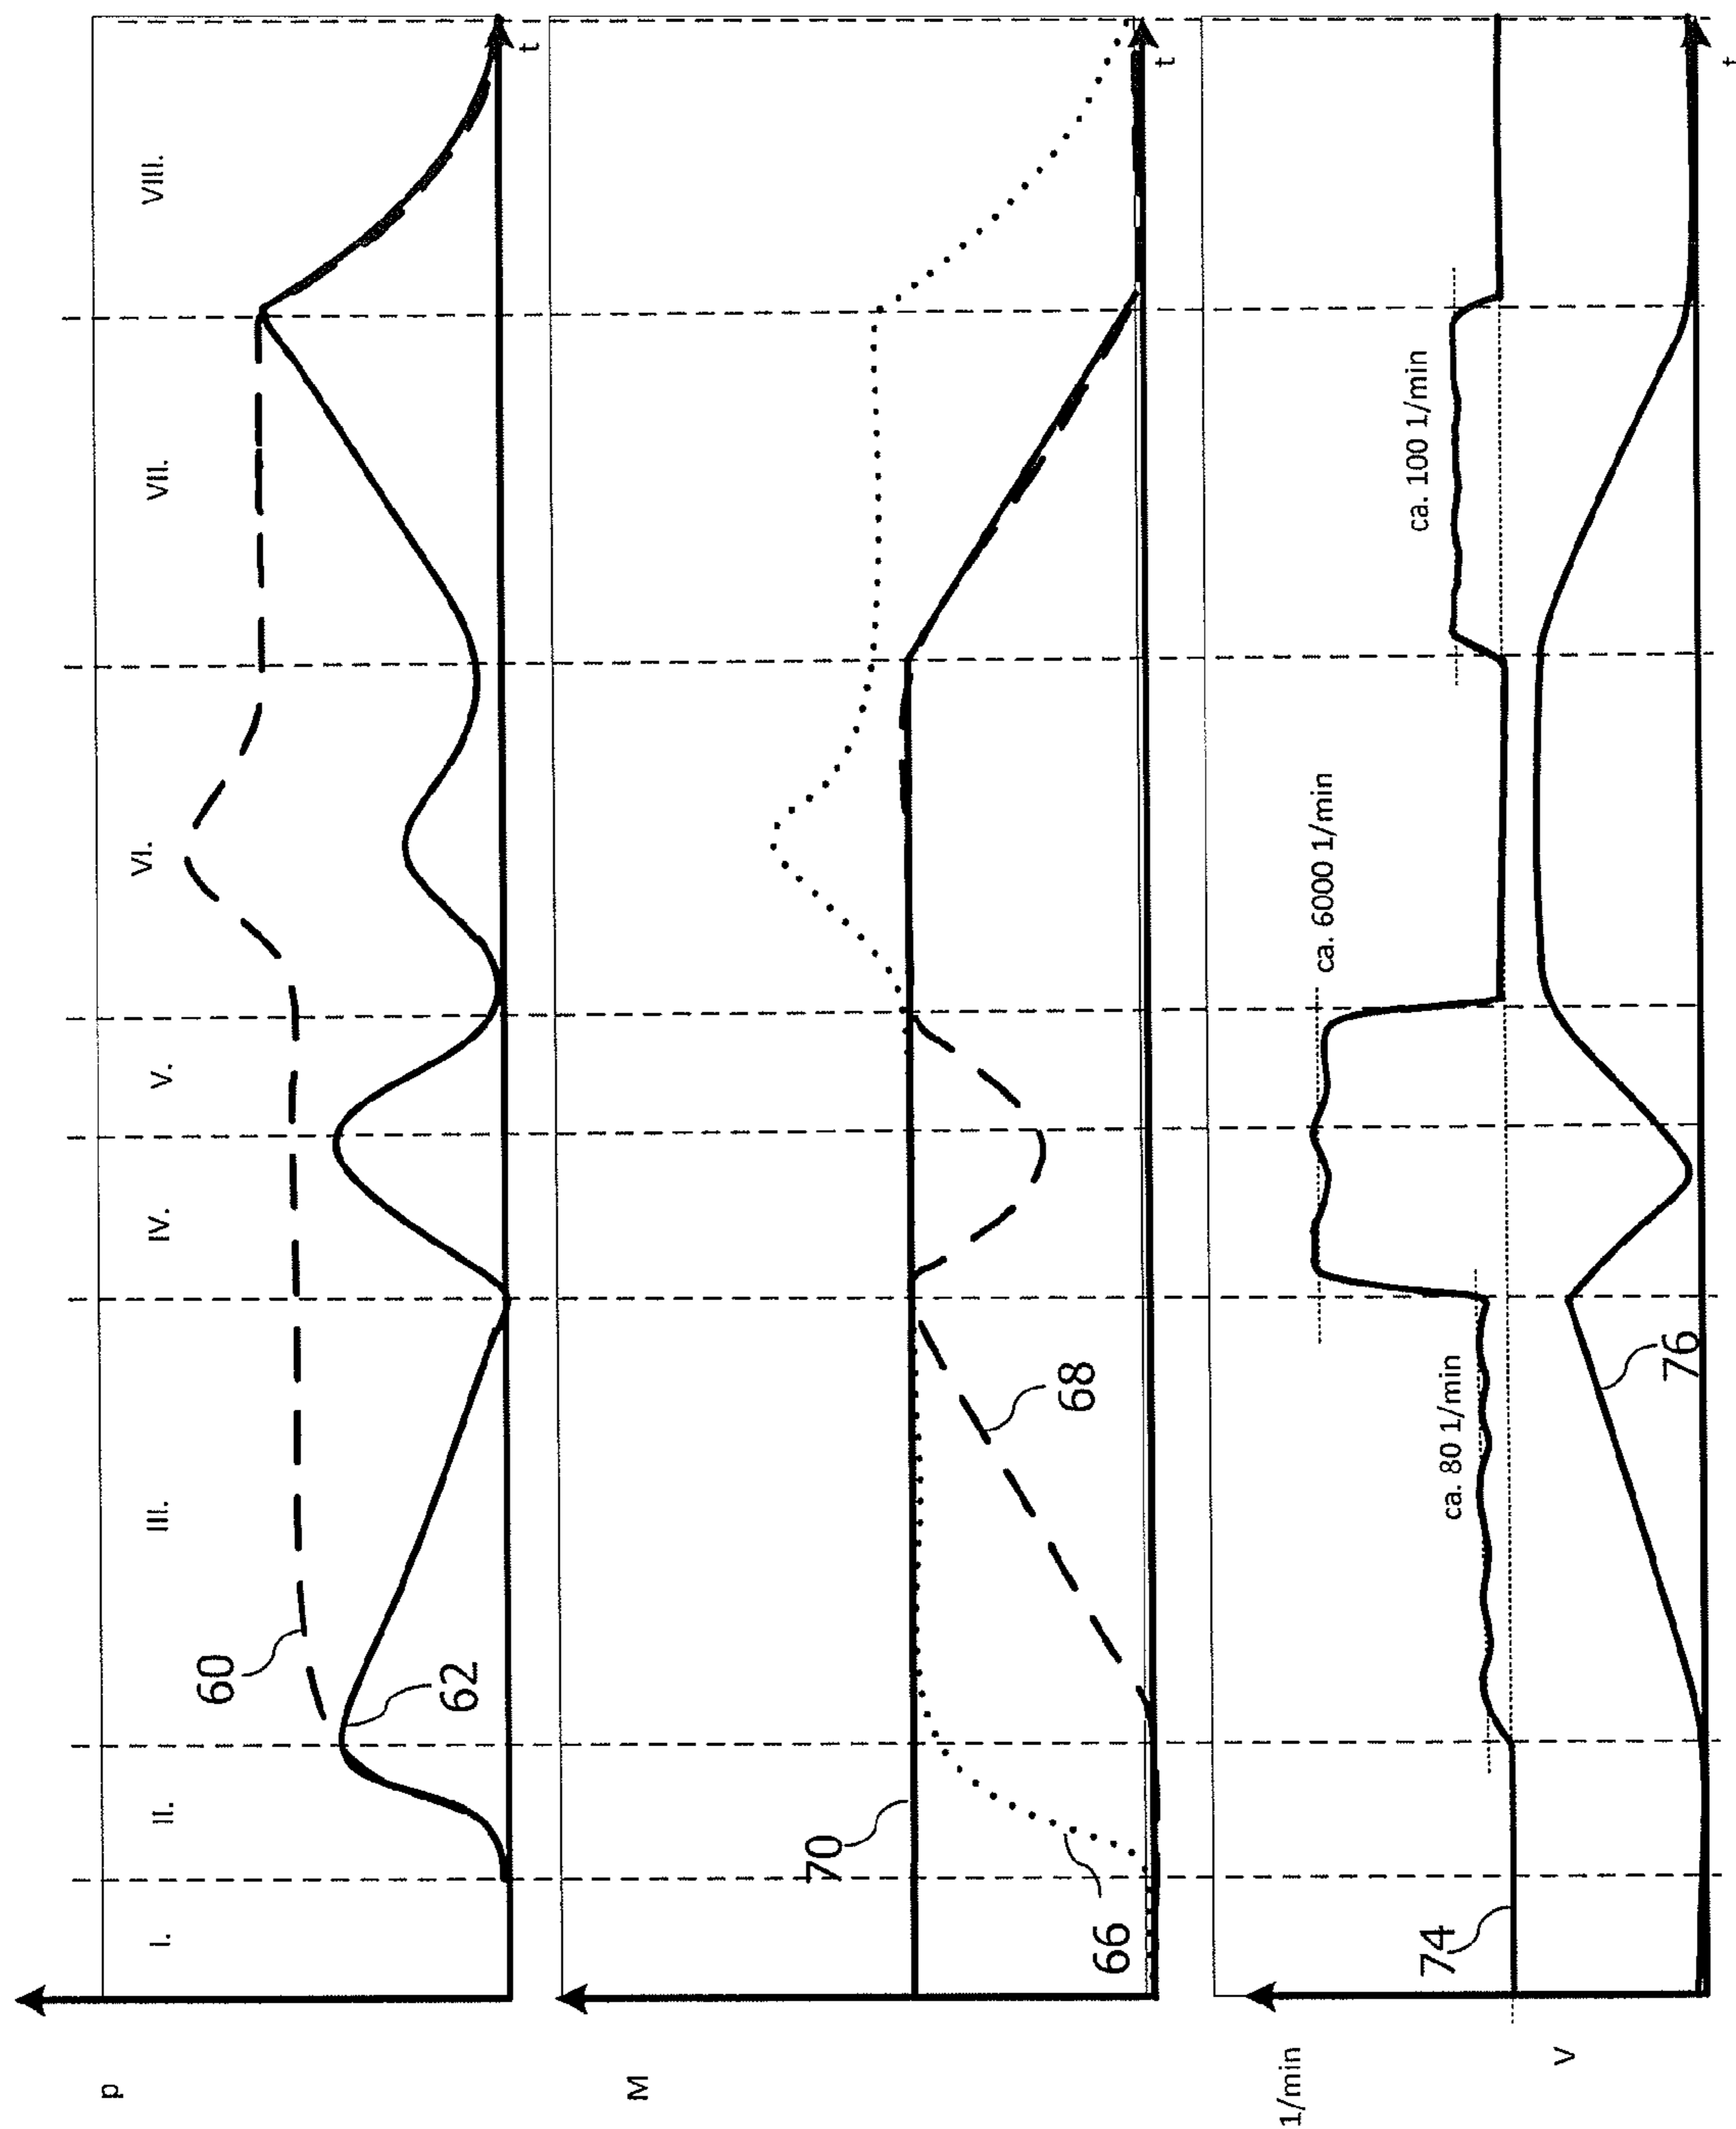 p
I.
II.
III.
IV.
V.
VI.
VII.
VIII.
60
62
t
M
70
66
68
t
1/min
74
ca. 80 1/min
ca. 6000 1/min
ca. 100 1/min
V
76
t